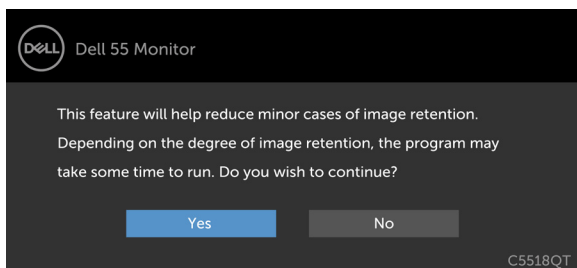 DELL Dell 55 Monitor
This feature will help reduce minor cases of image retention.
Depending on the degree of image retention, the program may
take some time to run. Do you wish to continue?
Yes No
C5518QT